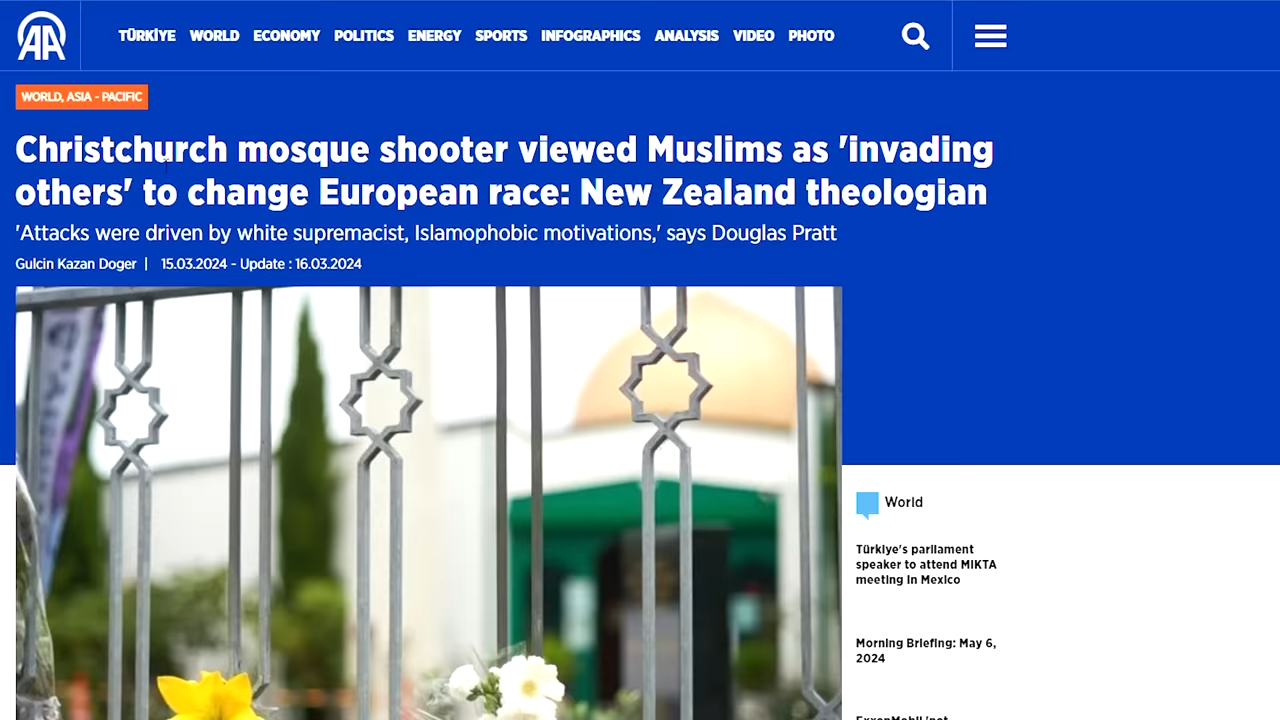 AA
TÜRKİYE WORLD ECONOMY POLITICS ENERGY SPORTS INFOGRAPHICS ANALYSIS VIDEO PHOTO
WORLD, ASIA - PACIFIC
Christchurch mosque shooter viewed Muslims as 'invading
others' to change European race: New Zealand theologian
'Attacks were driven by white supremacist, Islamophobic motivations,' says Douglas Pratt
Gulcin Kazan Doger | 15.03.2024 - Update : 16.03.2024
World
Türkiye's parliament
speaker to attend MIKTA
meeting in Mexico
Morning Briefing: May 6,
2024
ExxonMobil 'not